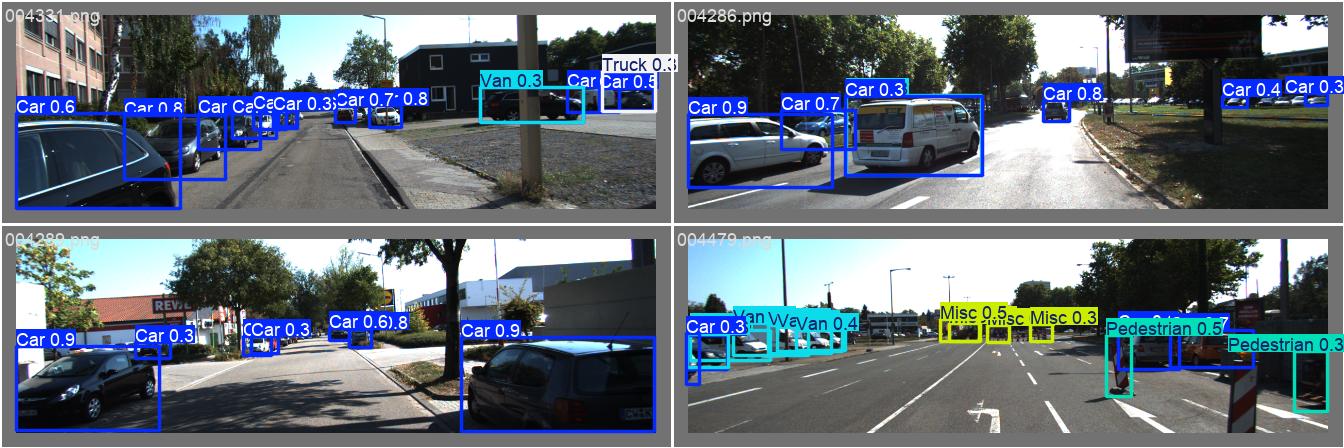 004331.png
Car 0.6
Car 0.8
Car
Car 0.3
Car 0.7
0.8
Van 0.3
Car
Car 0.5
Truck 0.3
004286.png
Car 0.9
Car 0.7
Car 0.3
Car 0.8
Car 0.4
Car 0.3
004289.png
Car 0.9
Car 0.3
Car 0.3
Car 0.6
0.8
Car 0.9
REWE
004479.png
Car 0.3
Van
Van 0.4
Misc 0.5
Misc 0.3
Pedestrian 0.5
Pedestrian 0.3